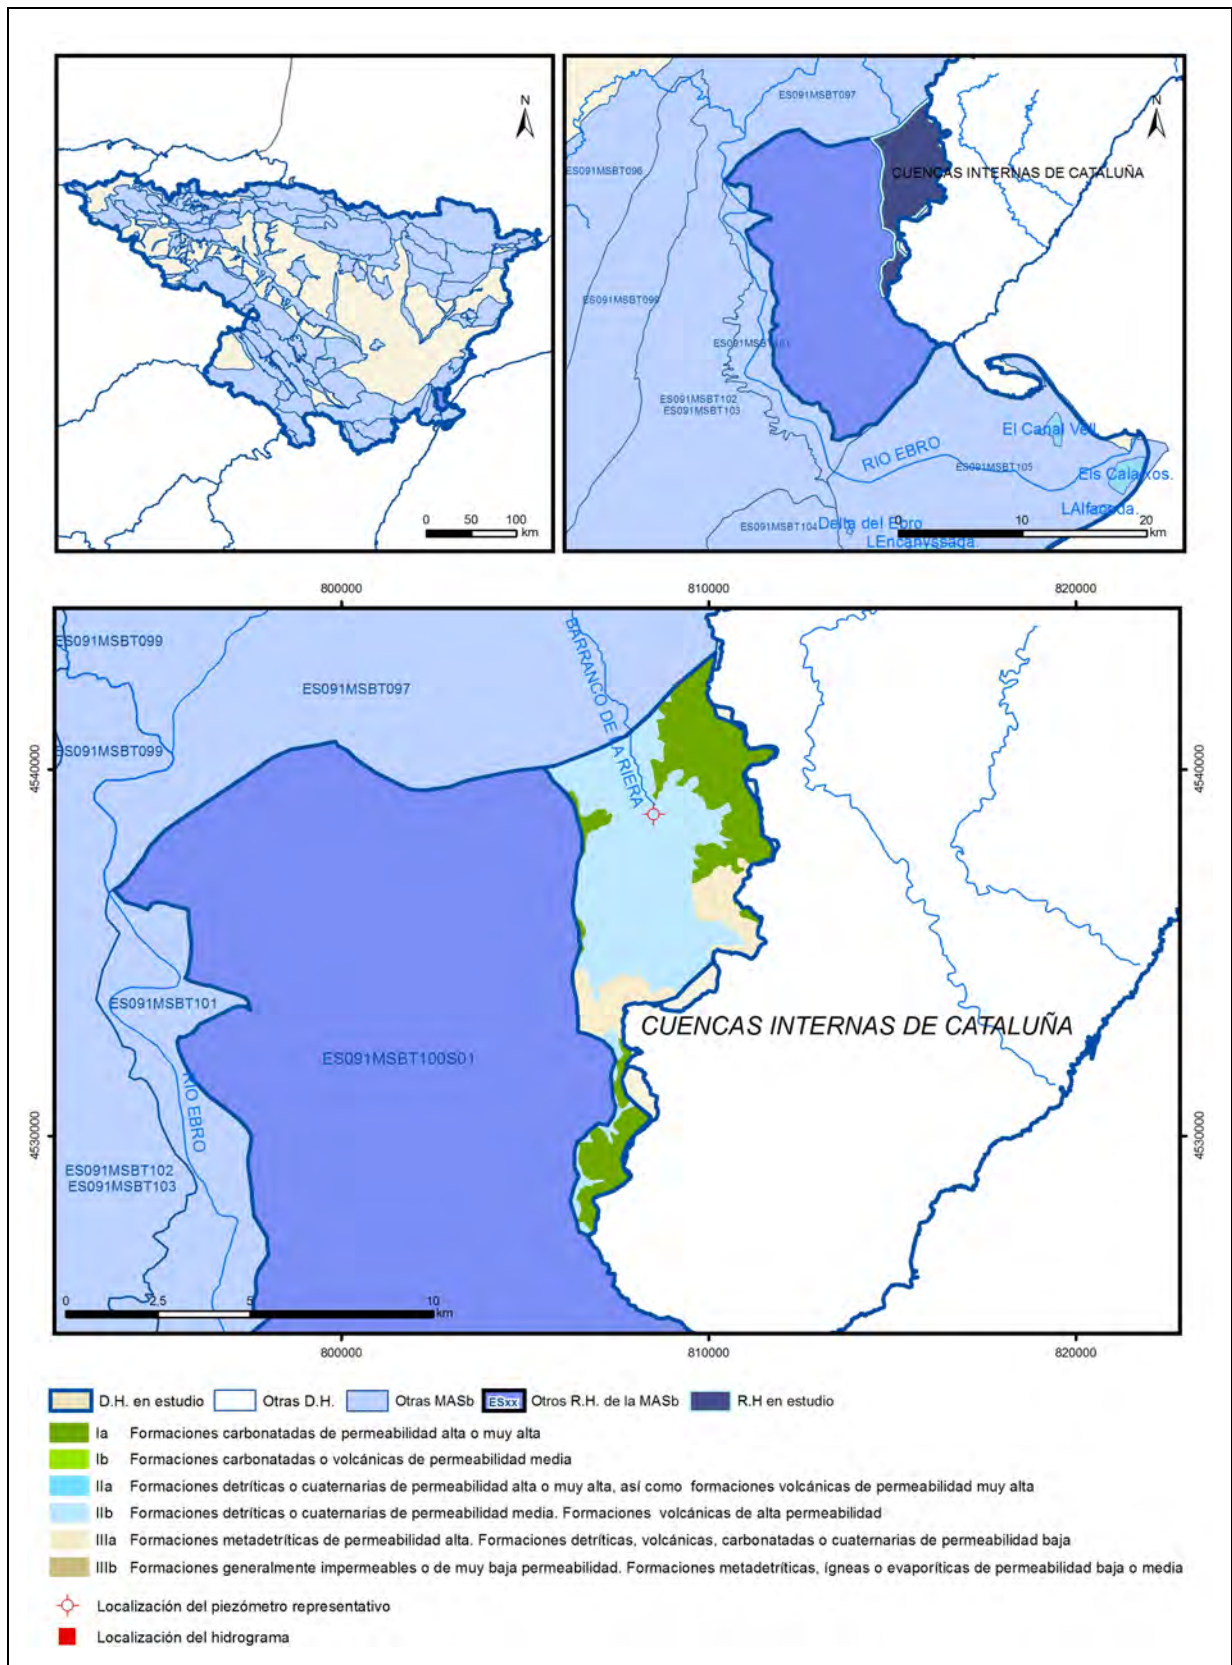 N
0 50 100
km
N
ES091MSBT097
ES091MSBT096
CUENCAS INTERNAS DE CATALUÑA
ES091MSBT099
ES091MSBT101
ES091MSBT102
ES091MSBT103
El Canal Vell.
RIO EBRO
ES091MSBT105
Els Calaixos.
LAlfacada.
ES091MSBT104
Delta del Ebro
LEncanyssada.
0 10 20
km
800000 810000 820000
ES091MSBT099
ES091MSBT097
BARRANCO DE LA RIERA
ES091MSBT099
4540000 4540000
ES091MSBT101
CUENCAS INTERNAS DE CATALUÑA
ES091MSBT100S01
RIO EBRO
4530000 4530000
ES091MSBT102
ES091MSBT103
0 2,5 5 10
km
800000 810000 820000
D.H. en estudio Otras D.H. Otras MASb ESxx Otros R.H. de la MASb R.H en estudio
Ia Formaciones carbonatadas de permeabilidad alta o muy alta
Ib Formaciones carbonatadas o volcánicas de permeabilidad media
IIa Formaciones detríticas o cuaternarias de permeabilidad alta o muy alta, así como formaciones volcánicas de permeabilidad muy alta
IIb Formaciones detríticas o cuaternarias de permeabilidad media. Formaciones volcánicas de alta permeabilidad
IIIa Formaciones metadetríticas de permeabilidad alta. Formaciones detríticas, volcánicas, carbonatadas o cuaternarias de permeabilidad baja
IIIb Formaciones generalmente impermeables o de muy baja permeabilidad. Formaciones metadetríticas, ígneas o evaporíticas de permeabilidad baja o media
Localización del piezómetro representativo
Localización del hidrograma